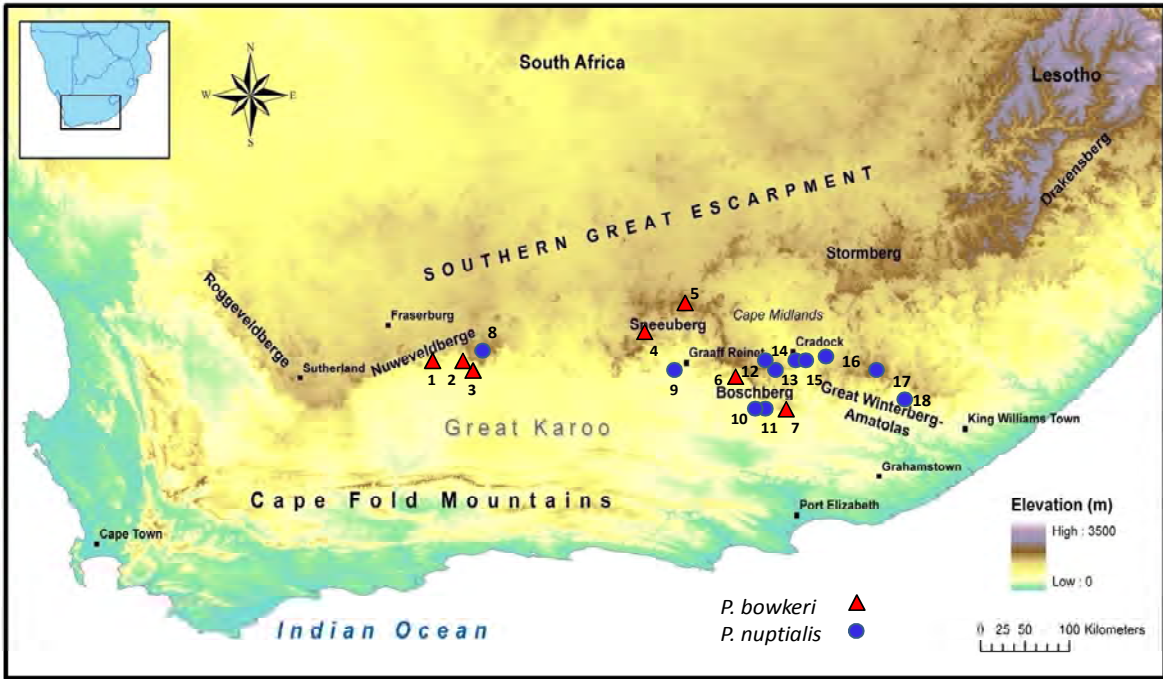 South Africa
Lesotho
N
W E
S
Drakensberg
SOUTHERN GREAT ESCARPMENT
Stormberg
Roggeveldberge
Fraserburg
Nuweveldberge
Sutherland
1
2
3
8
5
Sneeuberg
4
Cape Midlands
Graaff Reinet
9
Cradock
14
12
13
15
16
17
18
6
Boschberg
10
11
7
Great Winterberg-
Amatolas
King Williams Town
Great Karoo
Grahamstown
Cape Fold Mountains
Port Elizabeth
Cape Town
Elevation (m)
High : 3500
Low : 0
P. bowkeri
P. nuptialis
Indian Ocean
0 25 50 100 Kilometers